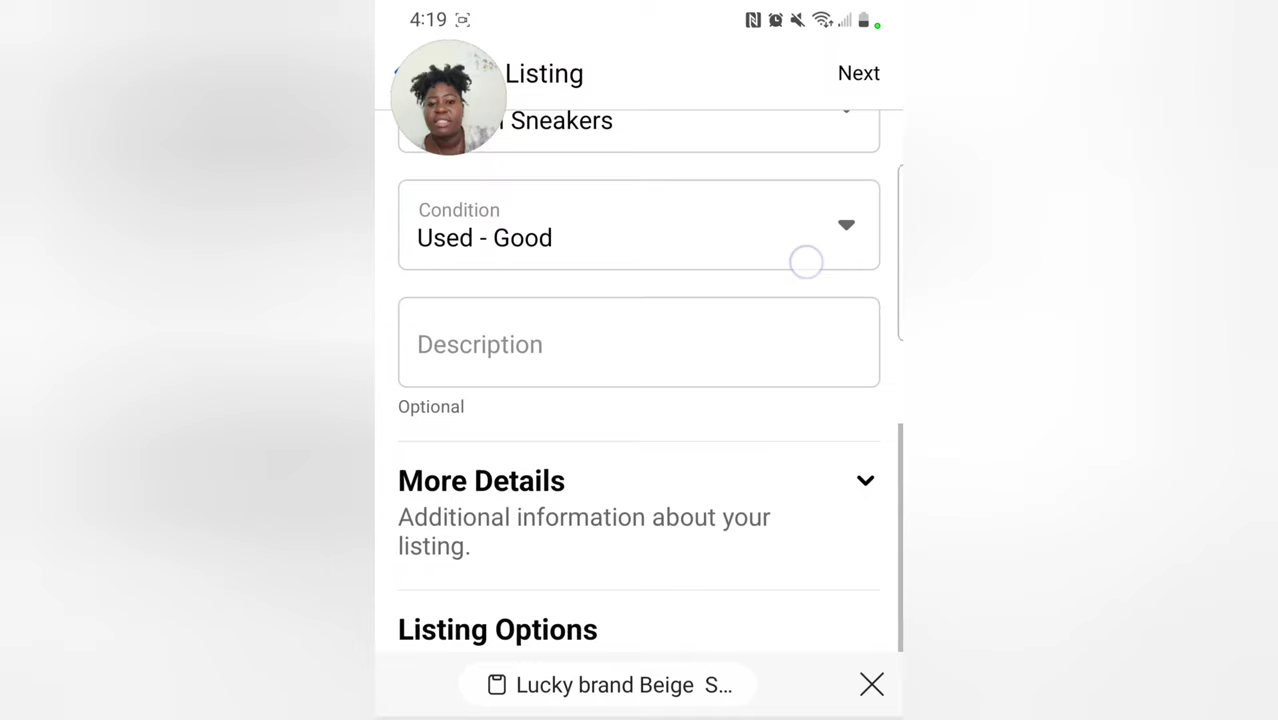 4:19
Listing
Next
Sneakers
Condition
Used - Good
Description
Optional
More Details
Additional information about your
listing.
Listing Options
Lucky brand Beige S...